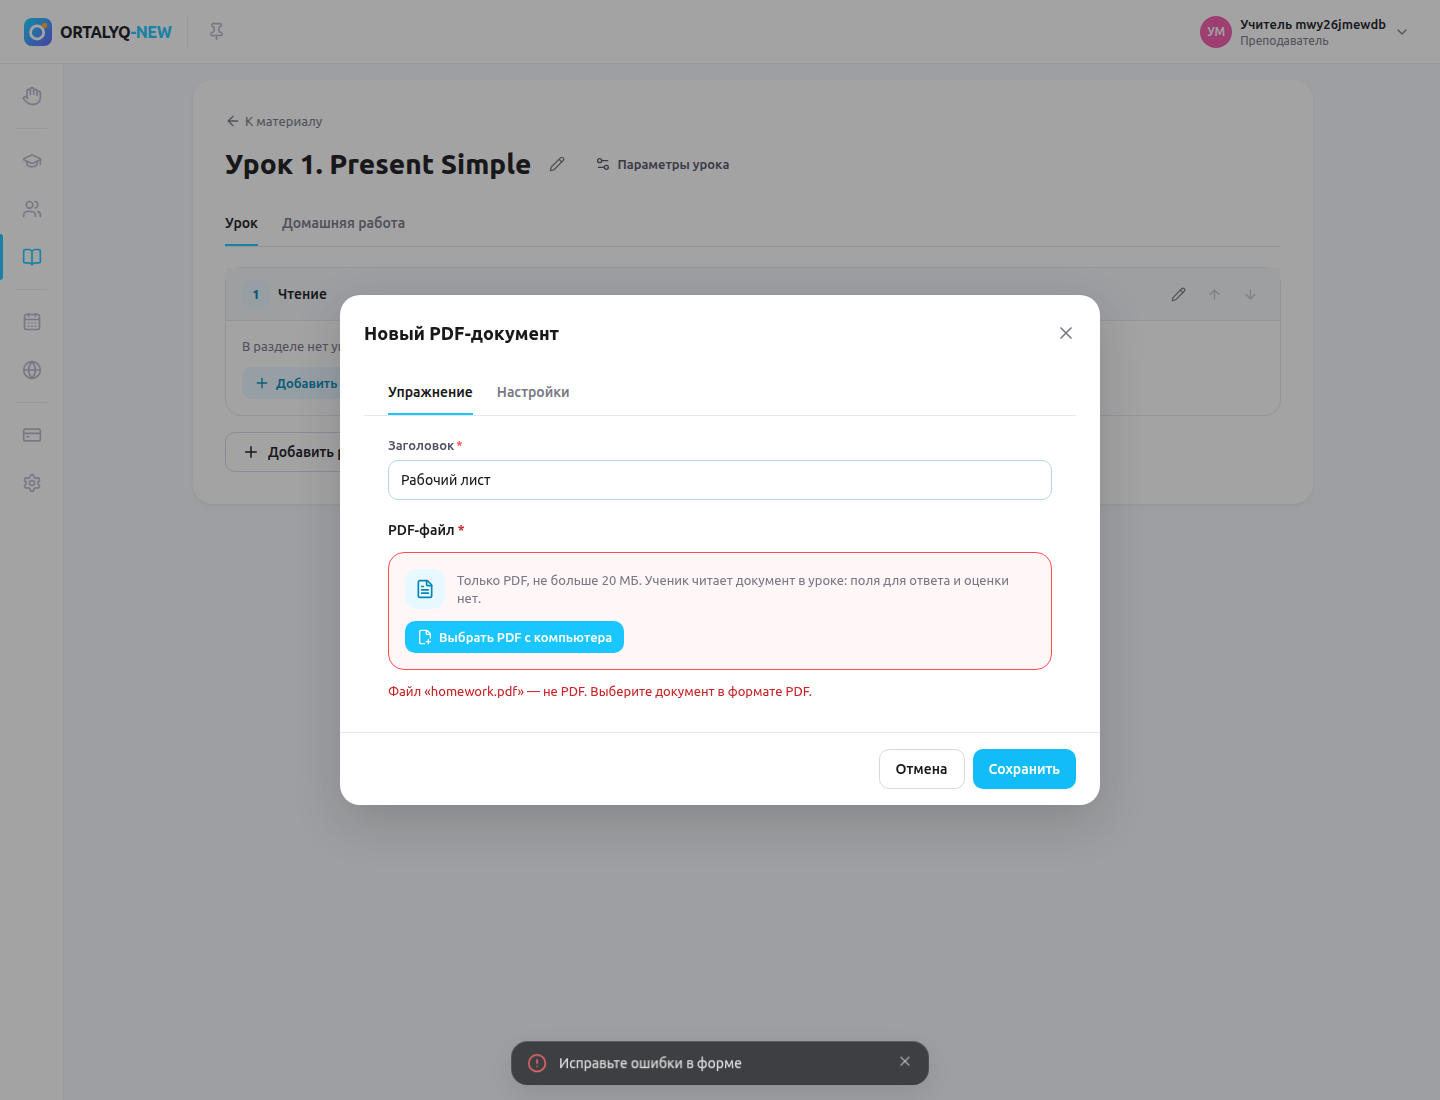 ORTALYQ-NEW
УМ
Учитель mwy26jmewdb
Преподаватель
К материалу
Урок 1. Present Simple
Параметры урока
Урок
Домашняя работа
1
Чтение
В разделе нет
Добавить
Добавить
Новый PDF-документ
Упражнение
Настройки
Заголовок *
Рабочий лист
PDF-файл *
Только PDF, не больше 20 МБ. Ученик читает документ в уроке: поля для ответа и оценки
нет.
Выбрать PDF с компьютера
Файл «homework.pdf» — не PDF. Выберите документ в формате PDF.
Отмена
Сохранить
Исправьте ошибки в форме